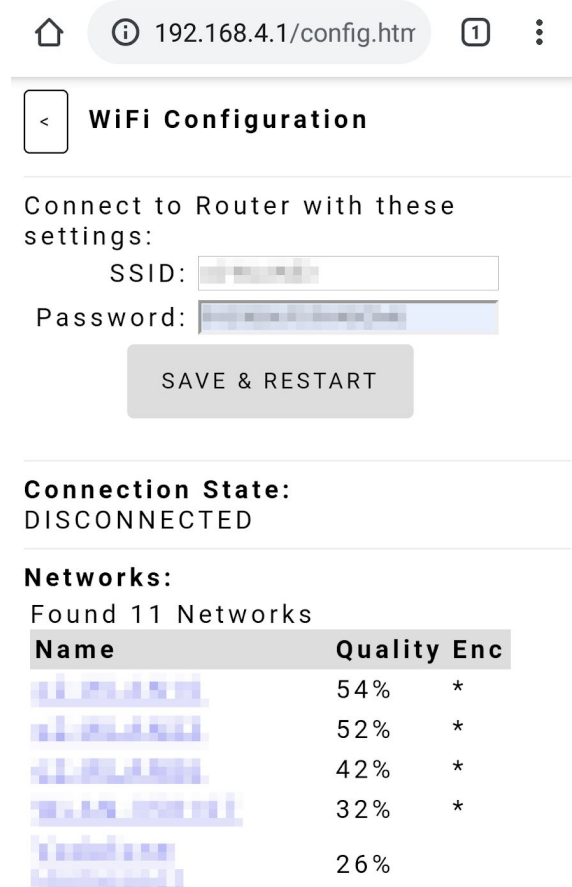 192.168.4.1/config.htm
1
<
WiFi Configuration
Connect to Router with these
settings:
SSID:
Password:
SAVE & RESTART
Connection State:
DISCONNECTED
Networks:
Found 11 Networks
Name Quality Enc
54% *
52% *
42% *
32% *
26%